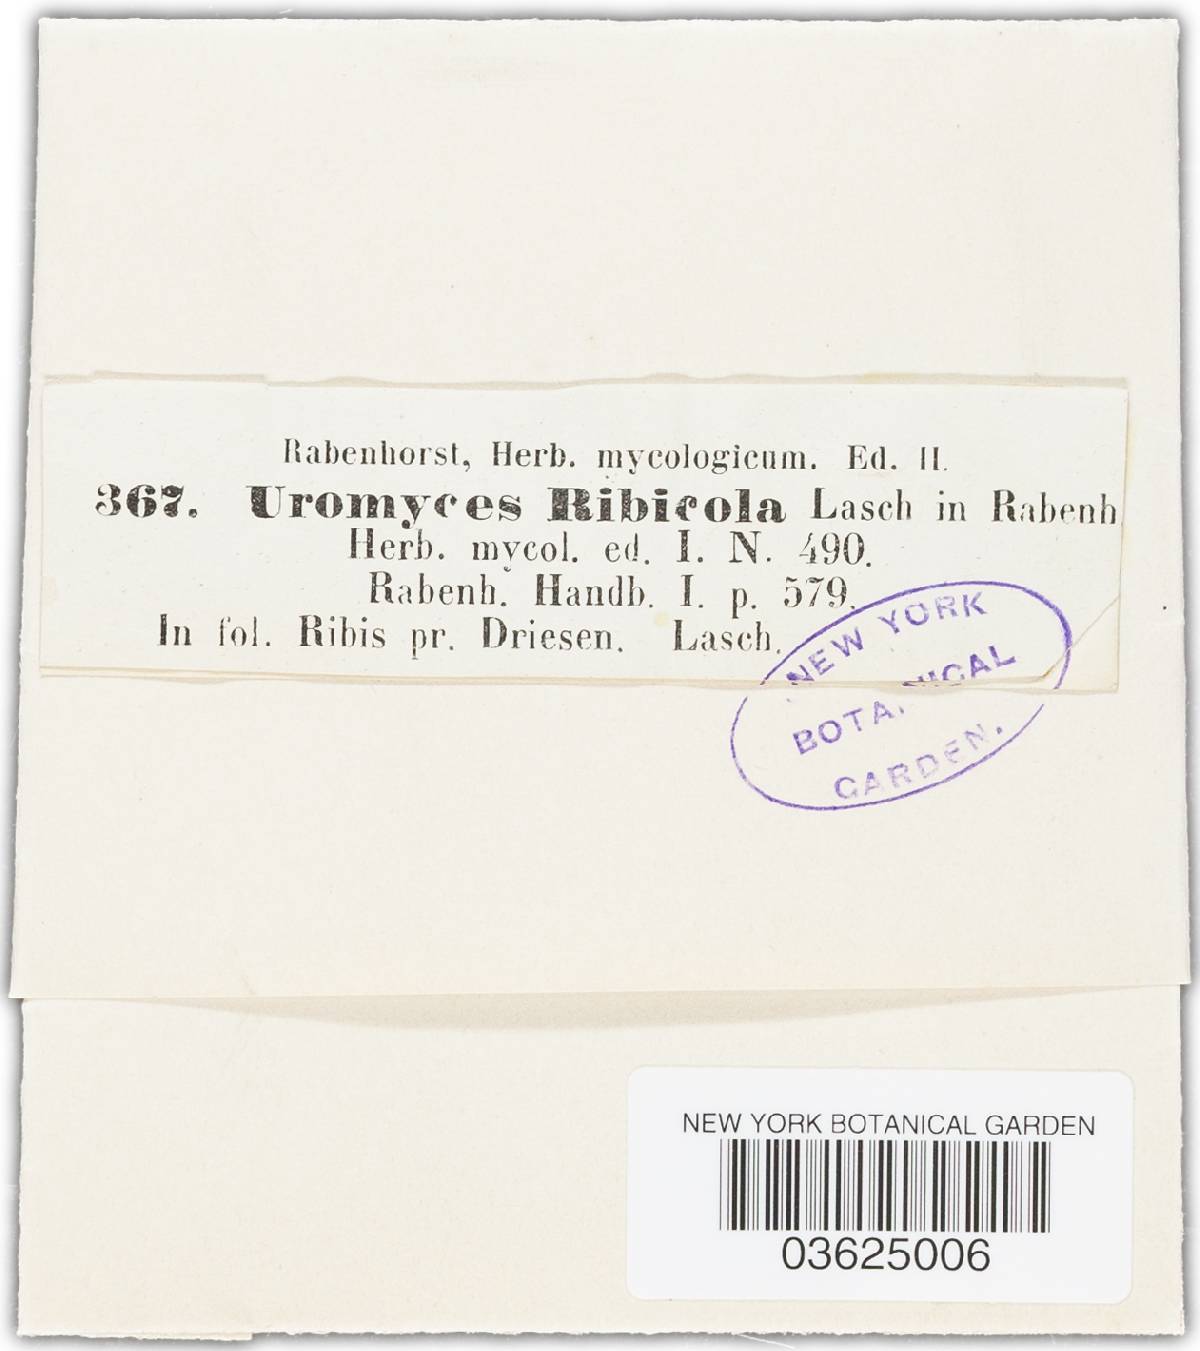 Rabenhorst, Herb. mycologicum. Ed. II.
367. Uromyces Ribicola Lasch in Rabenh
Herb. mycol. ed. I. N. 490.
Rabenh. Handb. I. p. 579.
In fol. Ribis pr. Driesen. Lasch.
NEW YORK
BOTANICAL
GARDEN.
NEW YORK BOTANICAL GARDEN
03625006